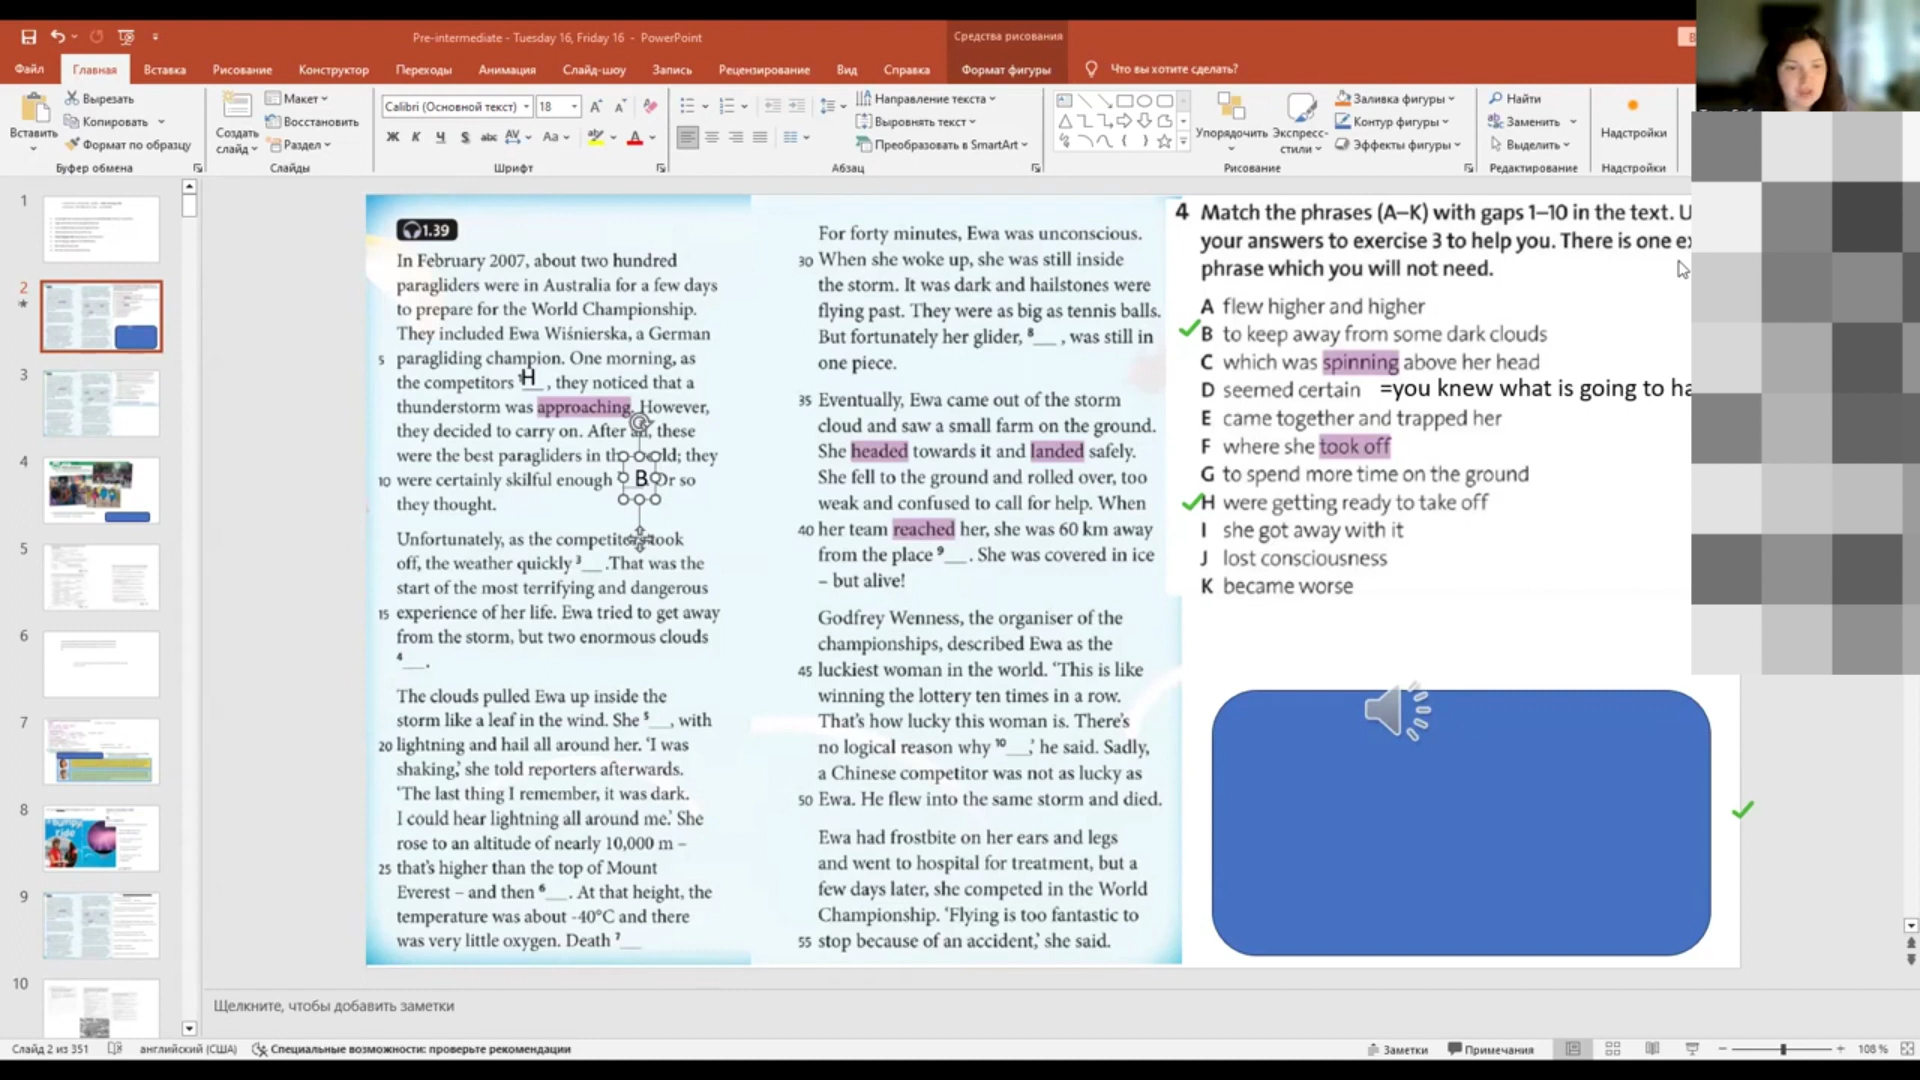 Pre-intermediate - Tuesday 16, Friday 16 - PowerPoint
Средства рисования
В
Файл
Главная
Вставка
Рисование
Конструктор
Переходы
Анимация
Слайд-шоу
Запись
Рецензирование
Вид
Справка
Формат фигуры
Что вы хотите сделать?
Вставить
Вырезать
Копировать
Формат по образцу
Буфер обмена
Создать слайд
Макет
Восстановить
Раздел
Слайды
Calibri (Основной текст)
18
Ж К Ч S abc AV Aa
Шрифт
Направление текста
Выровнять текст
Преобразовать в SmartArt
Абзац
Упорядочить
Экспресс-стили
Заливка фигуры
Контур фигуры
Эффекты фигуры
Рисование
Найти
Заменить
Выделить
Редактирование
Надстройки
Надстройки
1
2
3
4
5
6
7
8
9
10
1.39
In February 2007, about two hundred
paragliders were in Australia for a few days
to prepare for the World Championship.
They included Ewa Wiśnierska, a German
5 paragliding champion. One morning, as
the competitors H__, they noticed that a
thunderstorm was approaching. However,
they decided to carry on. After all, these
were the best paragliders in the world; they
10 were certainly skilful enough B. Or so
they thought.
Unfortunately, as the competitors took
off, the weather quickly 3__. That was the
start of the most terrifying and dangerous
15 experience of her life. Ewa tried to get away
from the storm, but two enormous clouds
4__.
The clouds pulled Ewa up inside the
storm like a leaf in the wind. She 5__, with
20 lightning and hail all around her. ‘I was
shaking,’ she told reporters afterwards.
‘The last thing I remember, it was dark.
I could hear lightning all around me.’ She
rose to an altitude of nearly 10,000 m –
25 that’s higher than the top of Mount
Everest – and then 6__. At that height, the
temperature was about -40°C and there
was very little oxygen. Death 7__
For forty minutes, Ewa was unconscious.
30 When she woke up, she was still inside
the storm. It was dark and hailstones were
flying past. They were as big as tennis balls.
But fortunately her glider, 8__, was still in
one piece.
35 Eventually, Ewa came out of the storm
cloud and saw a small farm on the ground.
She headed towards it and landed safely.
She fell to the ground and rolled over, too
weak and confused to call for help. When
40 her team reached her, she was 60 km away
from the place 9__. She was covered in ice
– but alive!
Godfrey Wenness, the organiser of the
championships, described Ewa as the
45 luckiest woman in the world. ‘This is like
winning the lottery ten times in a row.
That’s how lucky this woman is. There’s
no logical reason why 10__,’ he said. Sadly,
a Chinese competitor was not as lucky as
50 Ewa. He flew into the same storm and died.
Ewa had frostbite on her ears and legs
and went to hospital for treatment, but a
few days later, she competed in the World
Championship. ‘Flying is too fantastic to
55 stop because of an accident,’ she said.
4 Match the phrases (A–K) with gaps 1–10 in the text. U
your answers to exercise 3 to help you. There is one ex
phrase which you will not need.
A flew higher and higher
B to keep away from some dark clouds
C which was spinning above her head
D seemed certain =you knew what is going to ha
E came together and trapped her
F where she took off
G to spend more time on the ground
H were getting ready to take off
I she got away with it
J lost consciousness
K became worse
Щелкните, чтобы добавить заметки
Слайд 2 из 351
английский (США)
Специальные возможности: проверьте рекомендации
Заметки
Примечания
108 %